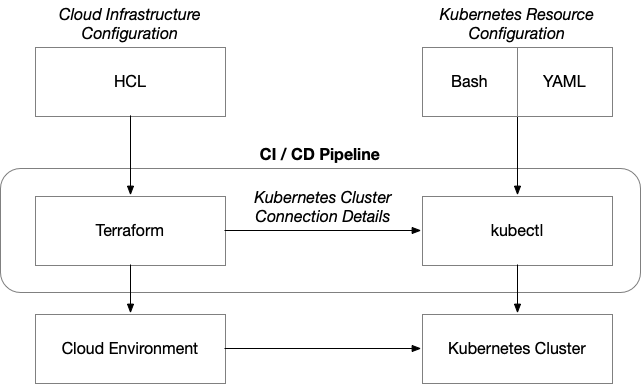 Cloud Infrastructure
Configuration
Kubernetes Resource
Configuration
HCL
Bash
YAML
CI / CD Pipeline
Kubernetes Cluster
Connection Details
Terraform
kubectl
Cloud Environment
Kubernetes Cluster